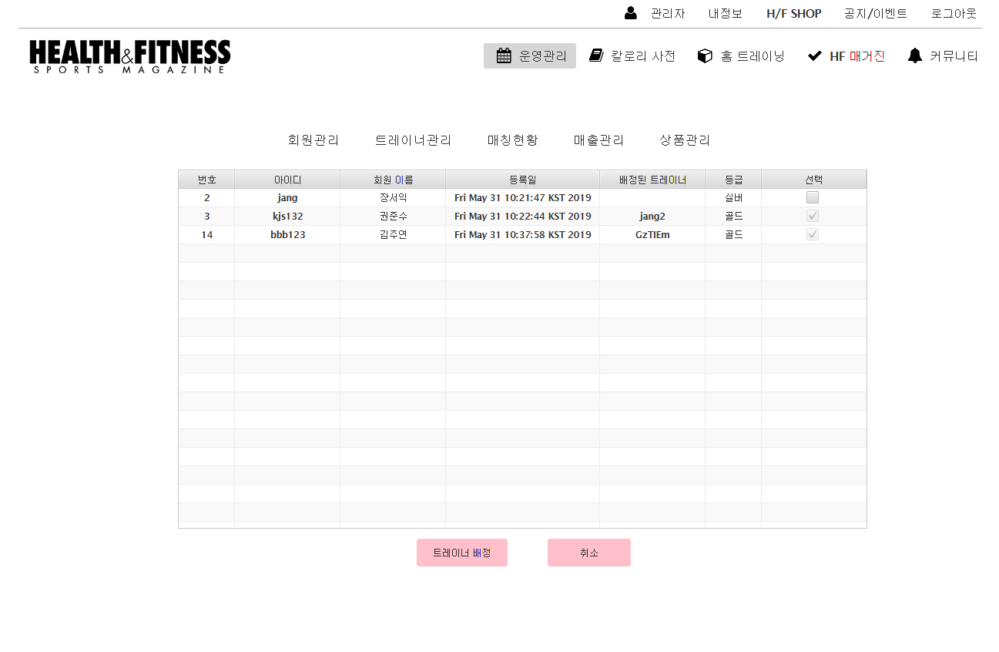 관리자 내정보 H/F SHOP 공지/이벤트 로그아웃
HEALTH&FITNESS
SPORTS MAGAZINE
운영관리 칼로리 사전 홈 트레이닝 HF 매거진 커뮤니티
회원관리 트레이너관리 매칭현황 매출관리 상품관리
번호 아이디 회원 이름 등록일 배정된 트레이너 등급 선택
2 jang 장서익 Fri May 31 10:21:47 KST 2019 실버
3 kjs132 권준수 Fri May 31 10:22:44 KST 2019 jang2 골드
14 bbb123 김주연 Fri May 31 10:37:58 KST 2019 GzTIEm 골드
트레이너 배정 취소